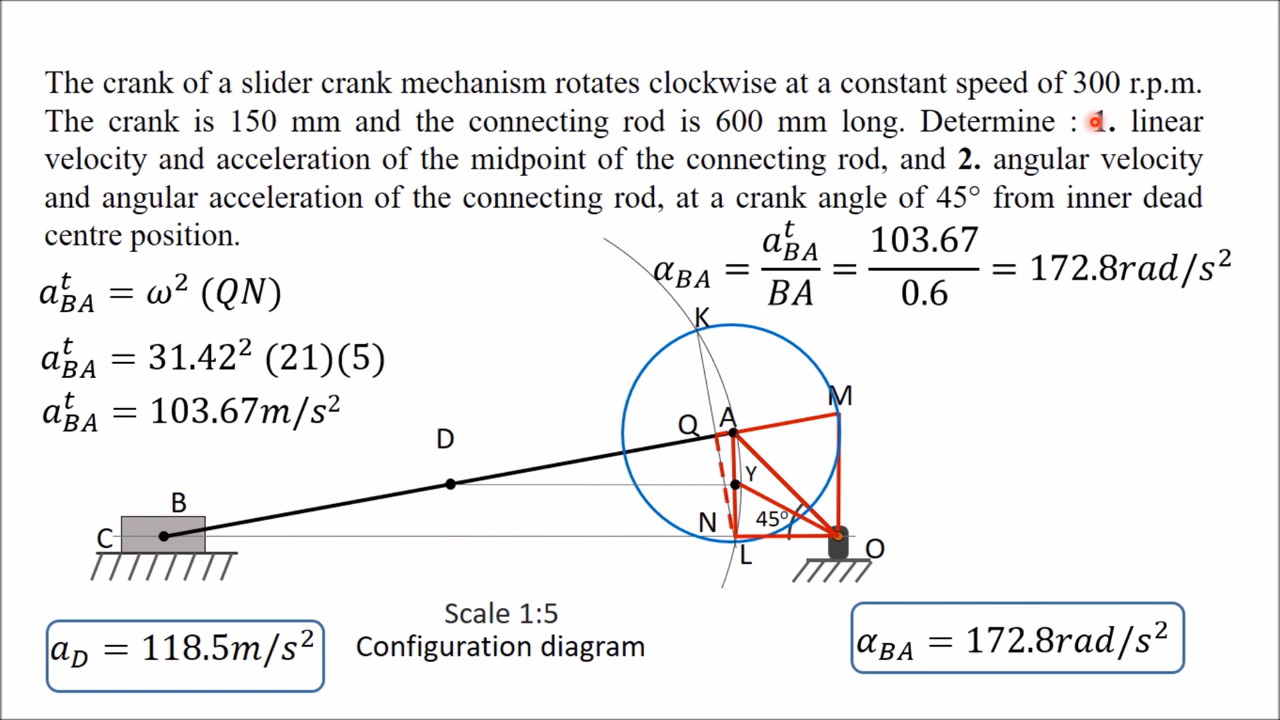 The crank of a slider crank mechanism rotates clockwise at a constant speed of 300 r.p.m.
The crank is 150 mm and the connecting rod is 600 mm long. Determine : 1. linear
velocity and acceleration of the midpoint of the connecting rod, and 2. angular velocity
and angular acceleration of the connecting rod, at a crank angle of 45° from inner dead
centre position.
α_BA = a^t_BA / BA = 103.67 / 0.6 = 172.8rad/s²
a^t_BA = ω² (QN)
a^t_BA = 31.42² (21)(5)
a^t_BA = 103.67m/s²
K
M
Q
A
D
Y
B
N
45°
C
L
O
Scale 1:5
Configuration diagram
a_D = 118.5m/s²
α_BA = 172.8rad/s²